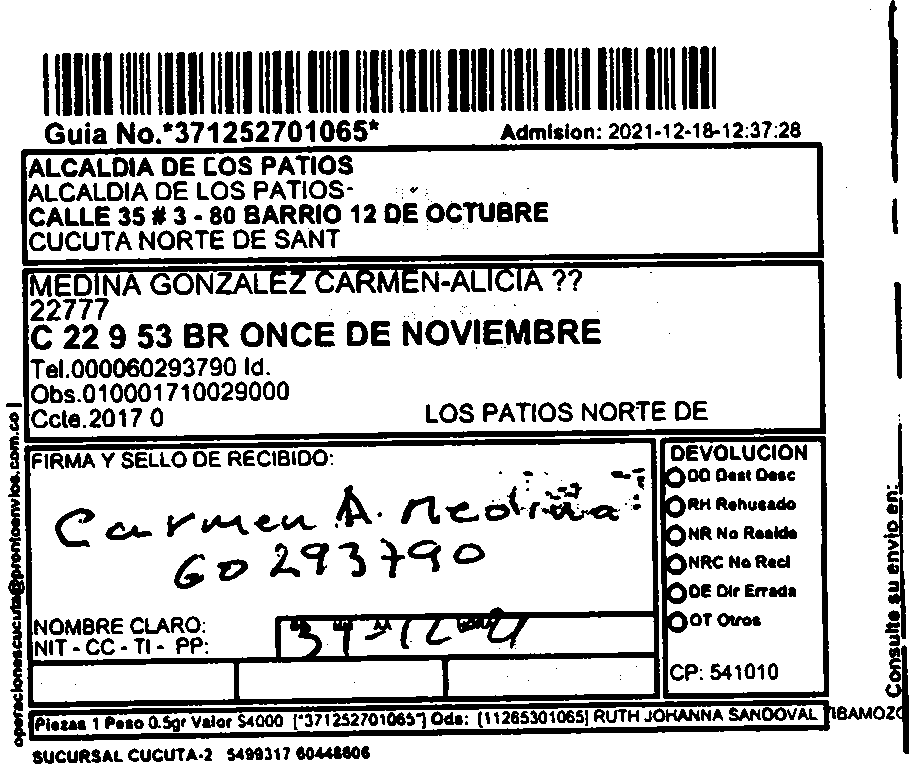 Guia No.*371252701065*
Admision: 2021-12-18-12:37:28
ALCALDIA DE LOS PATIOS
ALCALDIA DE LOS PATIOS-
CALLE 35 # 3 - 80 BARRIO 12 DE OCTUBRE
CUCUTA NORTE DE SANT
MEDINA GONZALEZ CARMEN-ALICIA ??
22777
C 22 9 53 BR ONCE DE NOVIEMBRE
Tel.000060293790 Id.
Obs.010001710029000
Ccte.2017 0
LOS PATIOS NORTE DE
FIRMA Y SELLO DE RECIBIDO:
Carmen A. Medina
60293790
NOMBRE CLARO:
NIT - CC - TI - PP:
DEVOLUCION
DD Dest Desc
RH Rehusado
NR No Reside
NRC No Recl
DE Dir Errada
OT Otros
CP: 541010
Piezas 1 Peso 0.5gr Valor $4000 [*371252701065*] Ods: [11265301065] RUTH JOHANNA SANDOVAL TIBAMOZO
SUCURSAL CUCUTA-2 5499317 60448606
operacionescucuta@prontoenvios.com.co
Consulte su envio en: